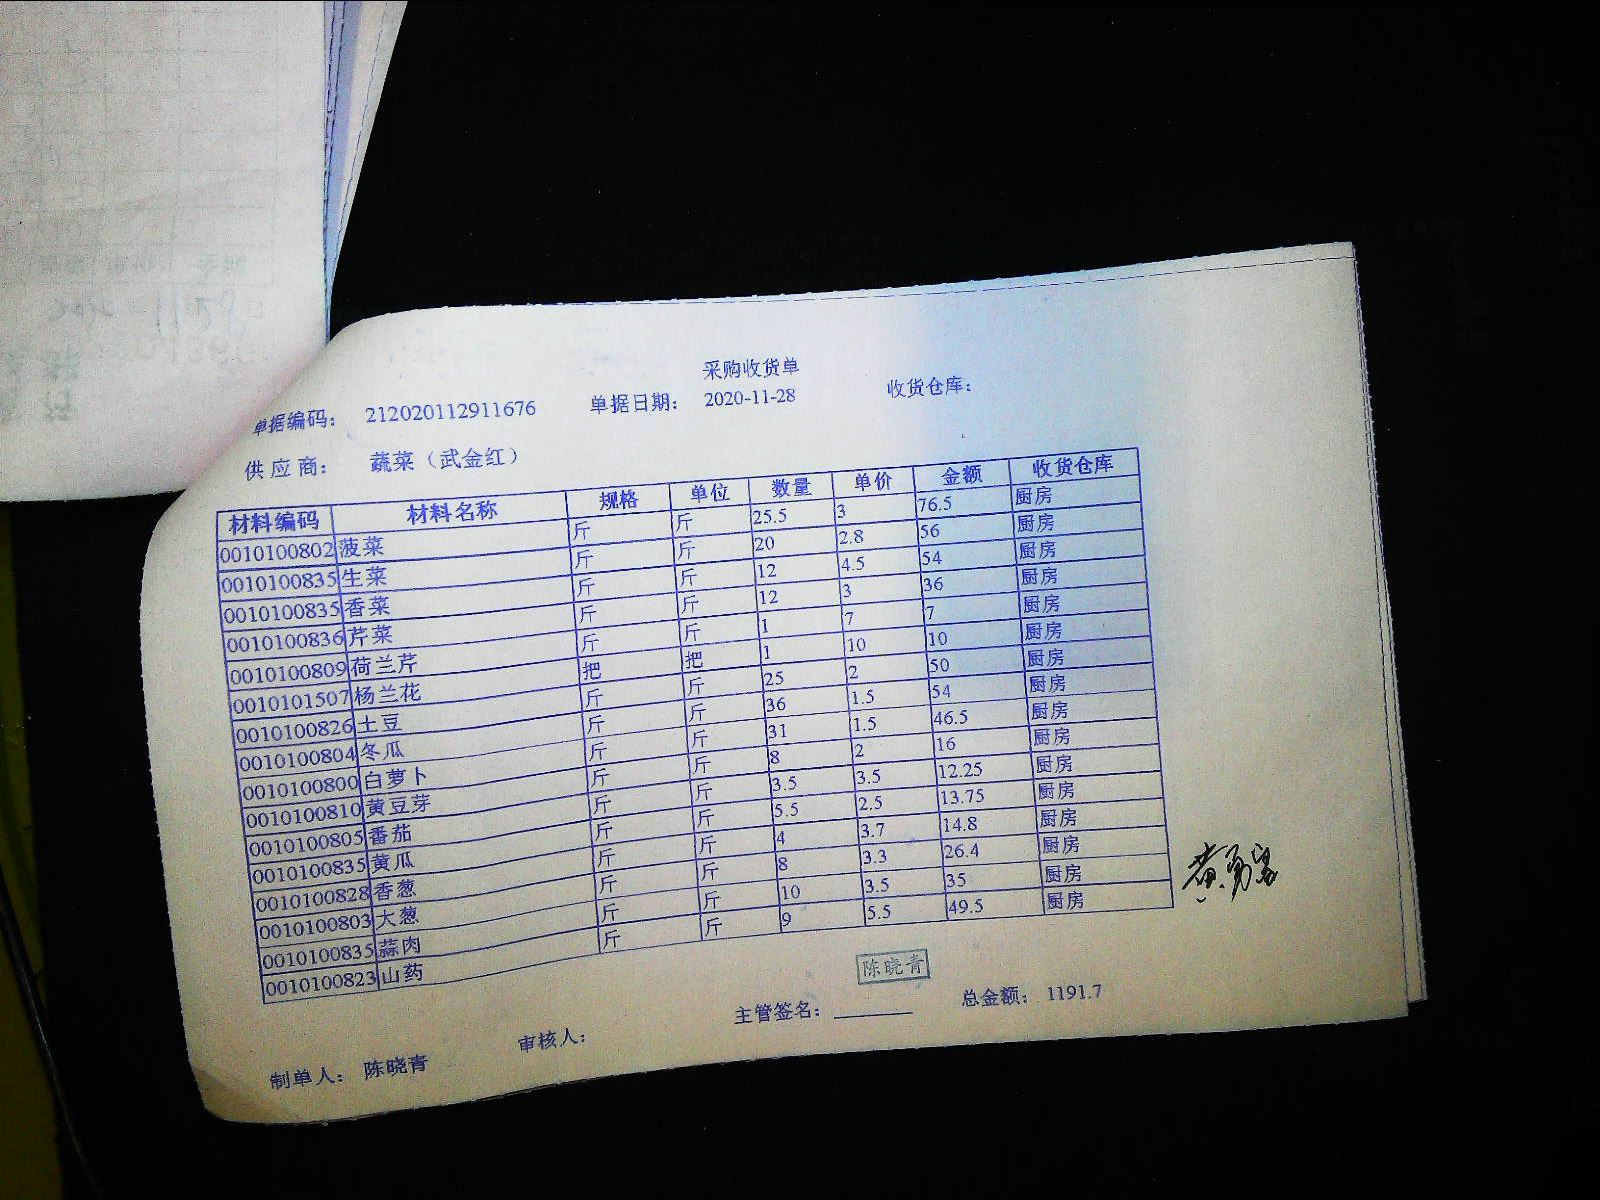 采购收货单
单据编码： 212020112911676 单据日期： 2020-11-28 收货仓库：
供应商： 蔬菜（武金红）
材料编码 材料名称 规格 单位 数量 单价 金额 收货仓库
0010100802 菠菜 斤 斤 25.5 3 76.5 厨房
0010100835 生菜 斤 斤 20 2.8 56 厨房
0010100835 香菜 斤 斤 12 4.5 54 厨房
0010100836 芹菜 斤 斤 12 3 36 厨房
0010100809 荷兰芹 斤 斤 1 7 7 厨房
0010101507 杨兰花 把 把 1 10 10 厨房
0010100826 土豆 斤 斤 25 2 50 厨房
0010100804 冬瓜 斤 斤 36 1.5 54 厨房
0010100800 白萝卜 斤 斤 31 1.5 46.5 厨房
0010100810 黄豆芽 斤 斤 8 2 16 厨房
0010100805 番茄 斤 斤 3.5 3.5 12.25 厨房
0010100835 黄瓜 斤 斤 5.5 2.5 13.75 厨房
0010100828 香葱 斤 斤 4 3.7 14.8 厨房
0010100803 大葱 斤 斤 8 3.3 26.4 厨房
0010100835 蒜肉 斤 斤 10 3.5 35 厨房
0010100823 山药 斤 斤 9 5.5 49.5 厨房
陈晓青
制单人： 陈晓青 审核人： 主管签名： 总金额： 1191.7